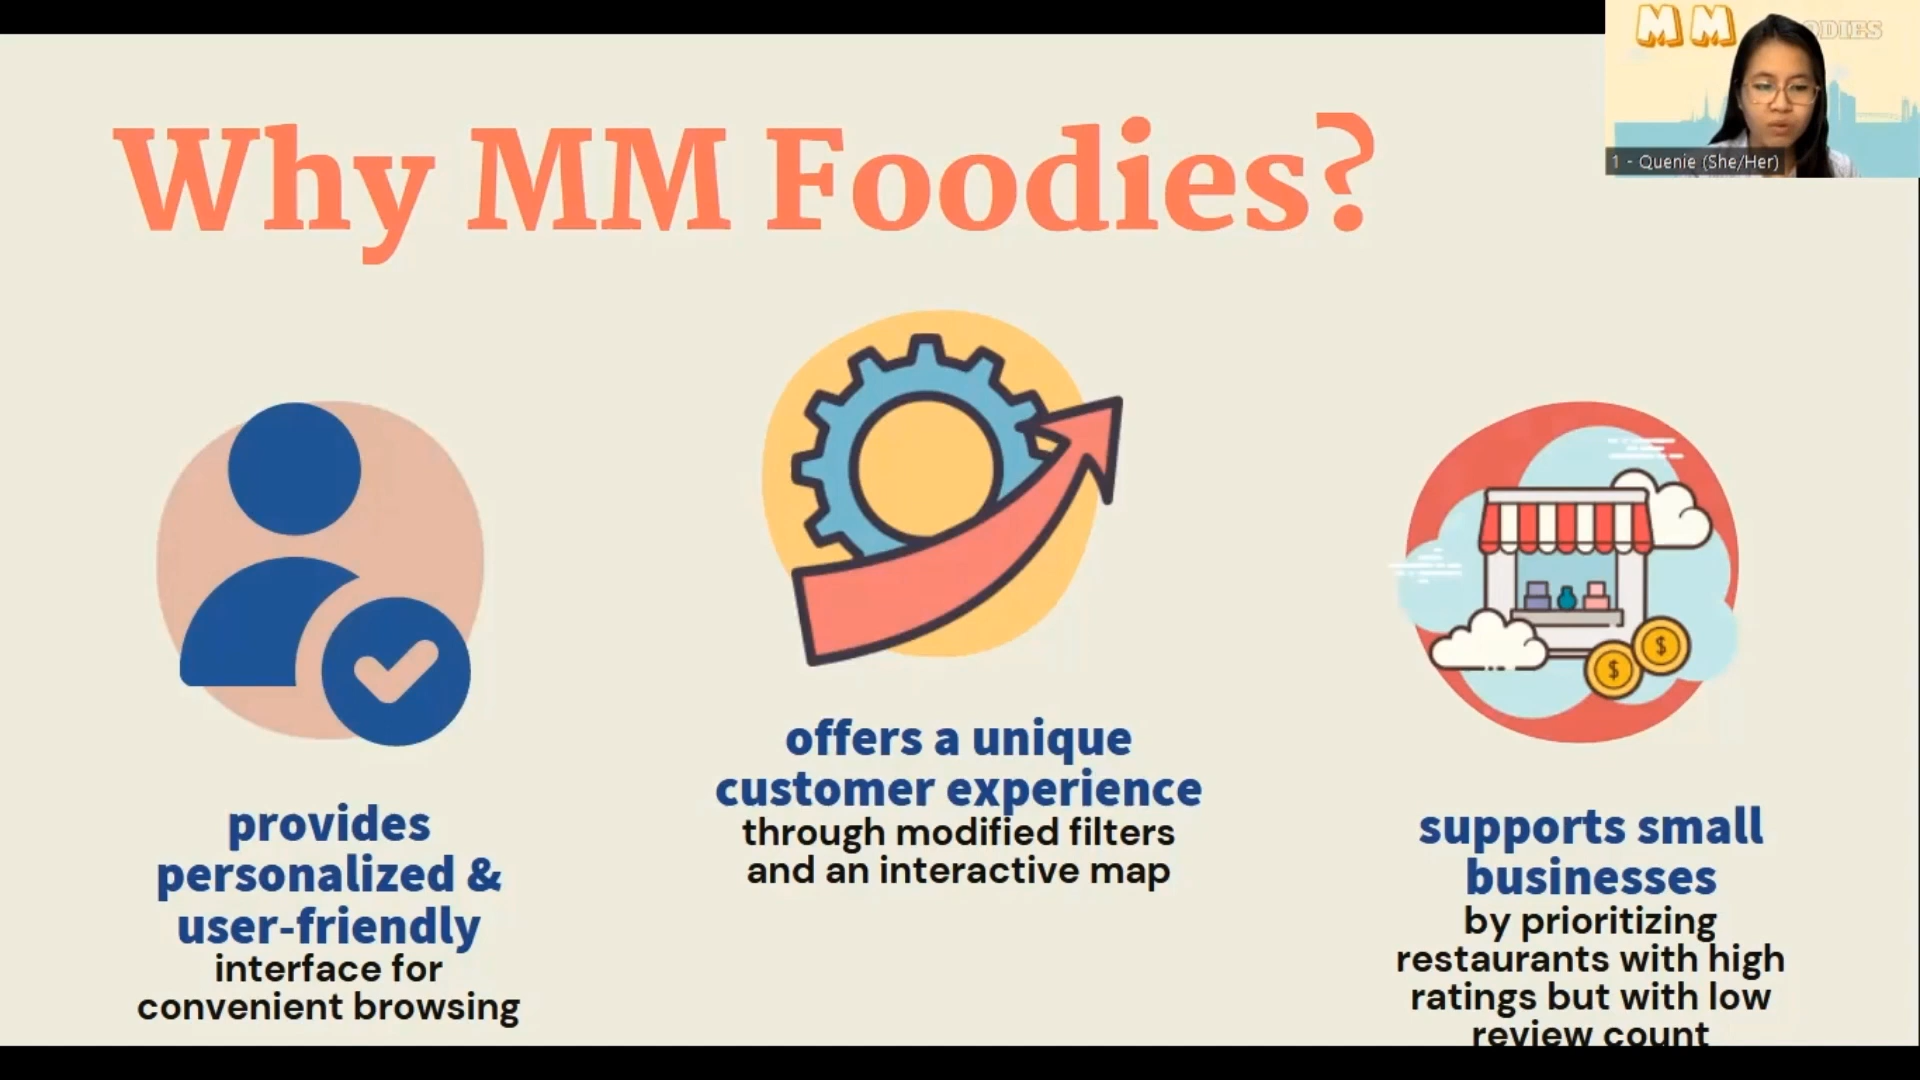 MM ODIES
1 - Quenie (She/Her)
Why MM Foodies?
provides
personalized &
user-friendly
interface for
convenient browsing
offers a unique
customer experience
through modified filters
and an interactive map
$
$
supports small
businesses
by prioritizing
restaurants with high
ratings but with low
review count